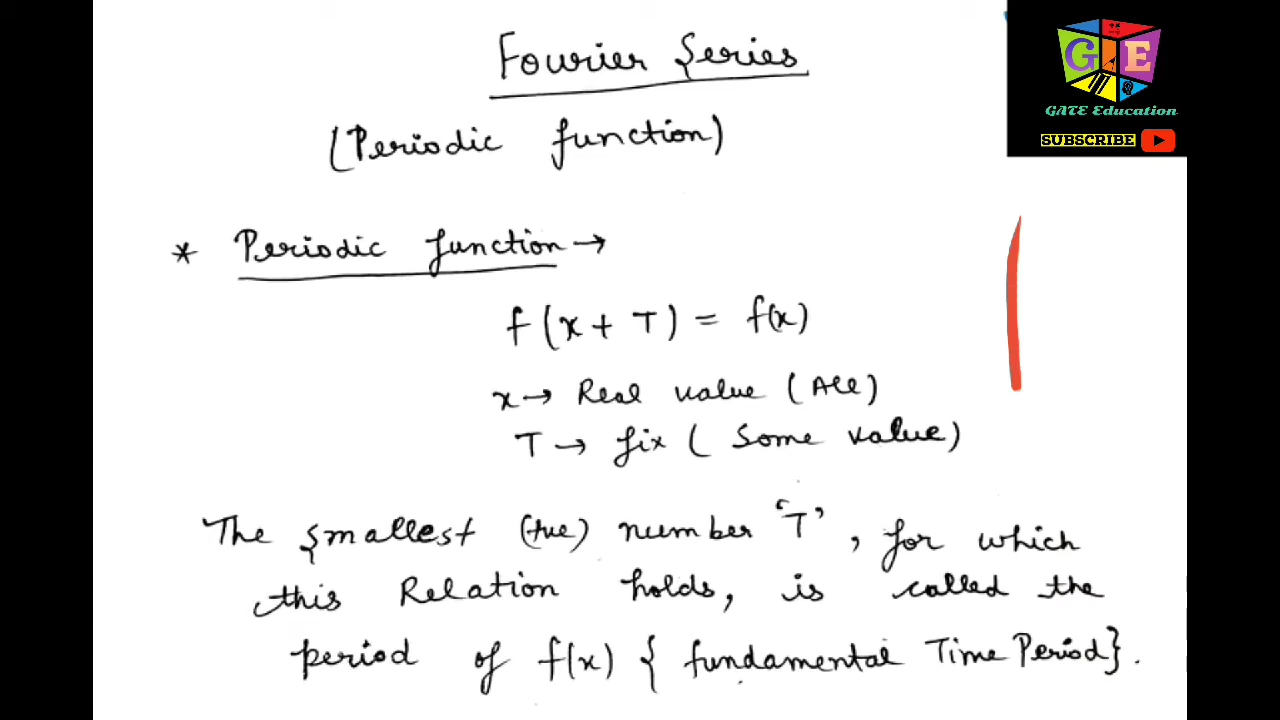 Fourier Series
(Periodic function)
GE
GATE Education
SUBSCRIBE
* Periodic function →
f(x + T) = f(x)
x → Real value (All)
T → fix ( Some value)
The smallest (+ve) number 'T', for which
this Relation holds, is called the
period of f(x) { fundamental Time Period}.